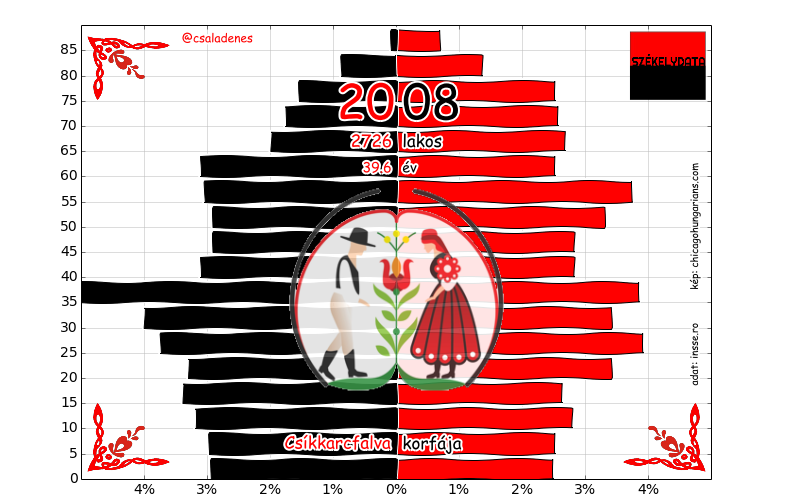 @csaladenes
SZÉKELYDATA
2008
2726 lakos
39.6 év
kép: chicagohungarians.com
adat: insse.ro
Csíkkarcfalva korfája
85
80
75
70
65
60
55
50
45
40
35
30
25
20
15
10
5
0
4% 3% 2% 1% 0% 1% 2% 3% 4%